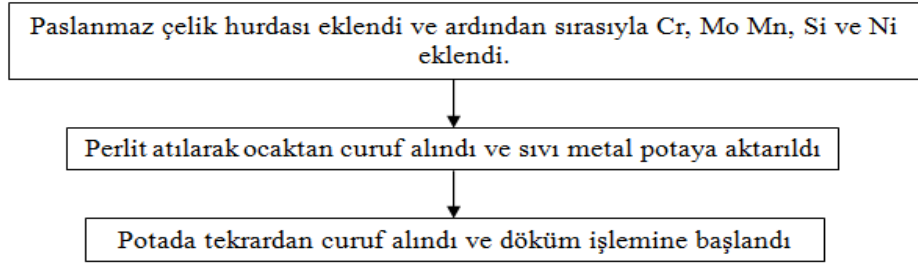 Paslanmaz çelik hurdası eklendi ve ardından sırasıyla Cr, Mo Mn, Si ve Ni
eklendi.
Perlit atılarak ocaktan curuf alındı ve sıvı metal potaya aktarıldı
Potada tekrardan curuf alındı ve döküm işlemine başlandı